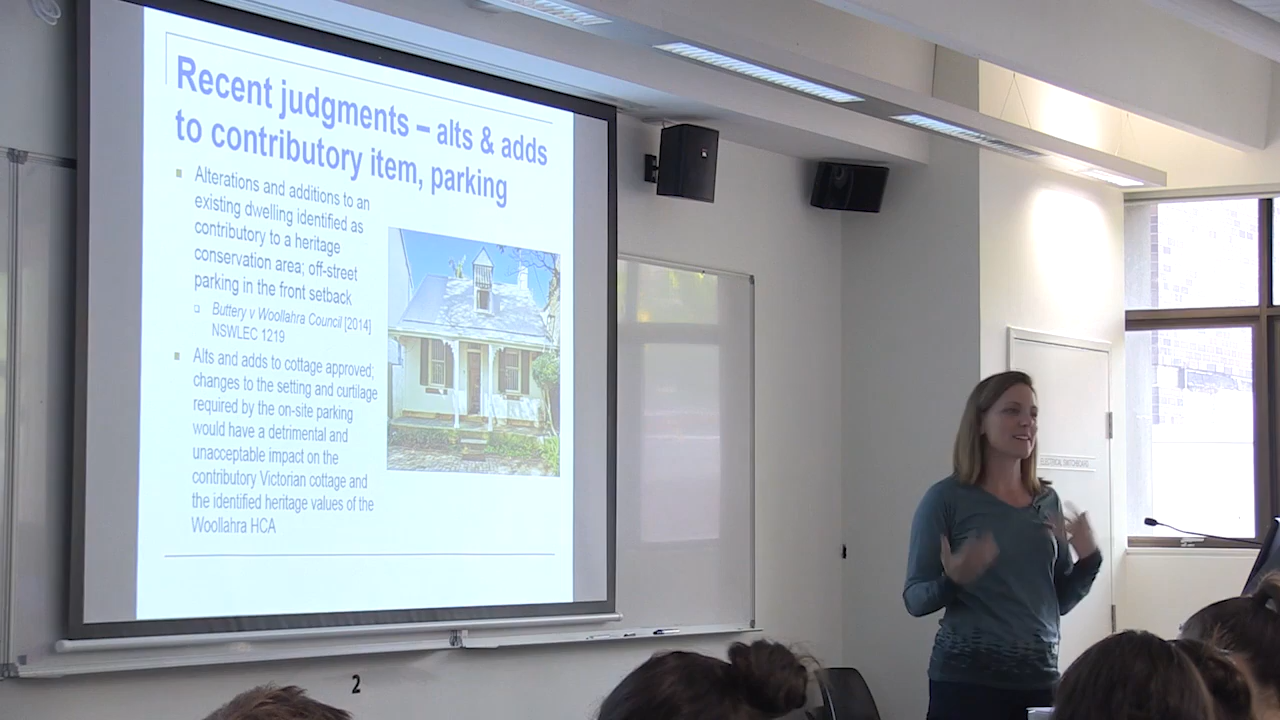 Recent judgments – alts & adds
to contributory item, parking
Alterations and additions to an
existing dwelling identified as
contributory to a heritage
conservation area; off-street
parking in the front setback
Buttery v Woollahra Council [2014]
NSWLEC 1219
Alts and adds to cottage approved;
changes to the setting and curtilage
required by the on-site parking
would have a detrimental and
unacceptable impact on the
contributory Victorian cottage and
the identified heritage values of the
Woollahra HCA
2
ELECTRICAL SWITCHBOARD